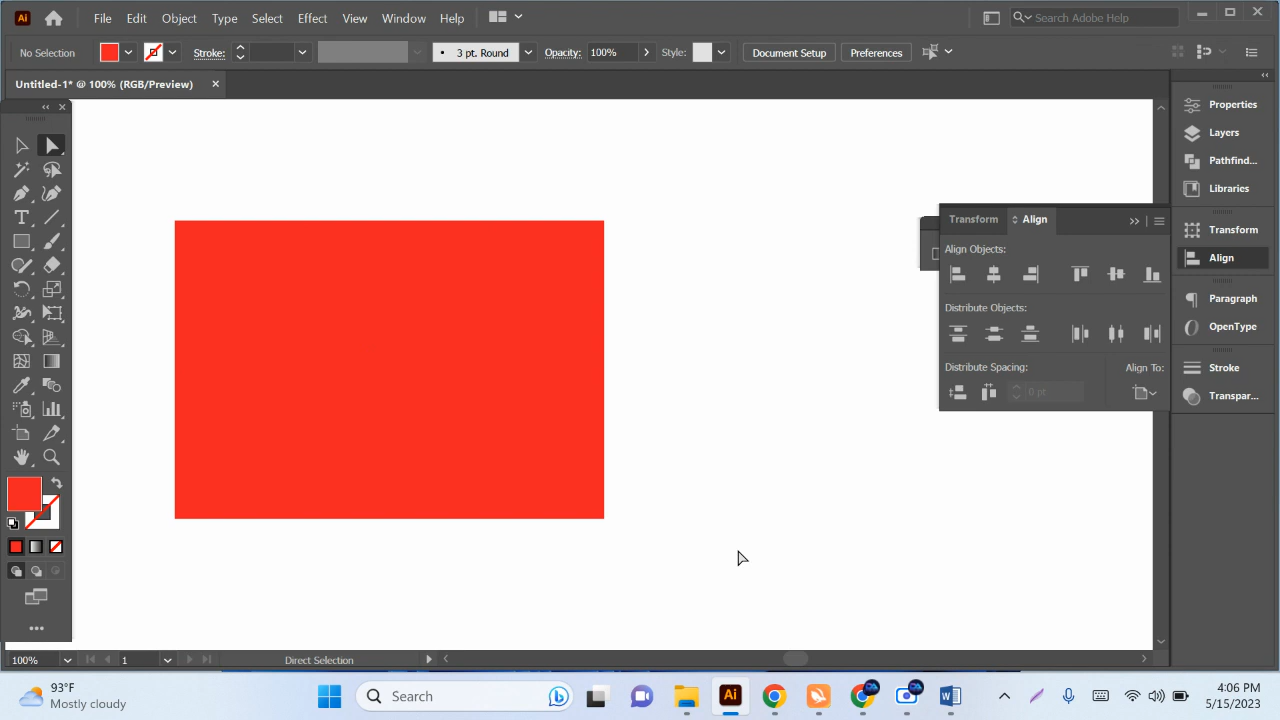 Ai File Edit Object Type Select Effect View Window Help Search Adobe Help
No Selection Stroke: 3 pt. Round Opacity: 100% Style: Document Setup Preferences
Untitled-1* @ 100% (RGB/Preview)
Properties
Layers
Pathfind...
Libraries
Transform
Align
Paragraph
OpenType
Stroke
Transpar...
Transform Align
Align Objects:
Distribute Objects:
Distribute Spacing: Align To:
0 pt
T
100% 1 Direct Selection
93°F
Mostly cloudy
Search
Ai
4:06 PM
5/15/2023